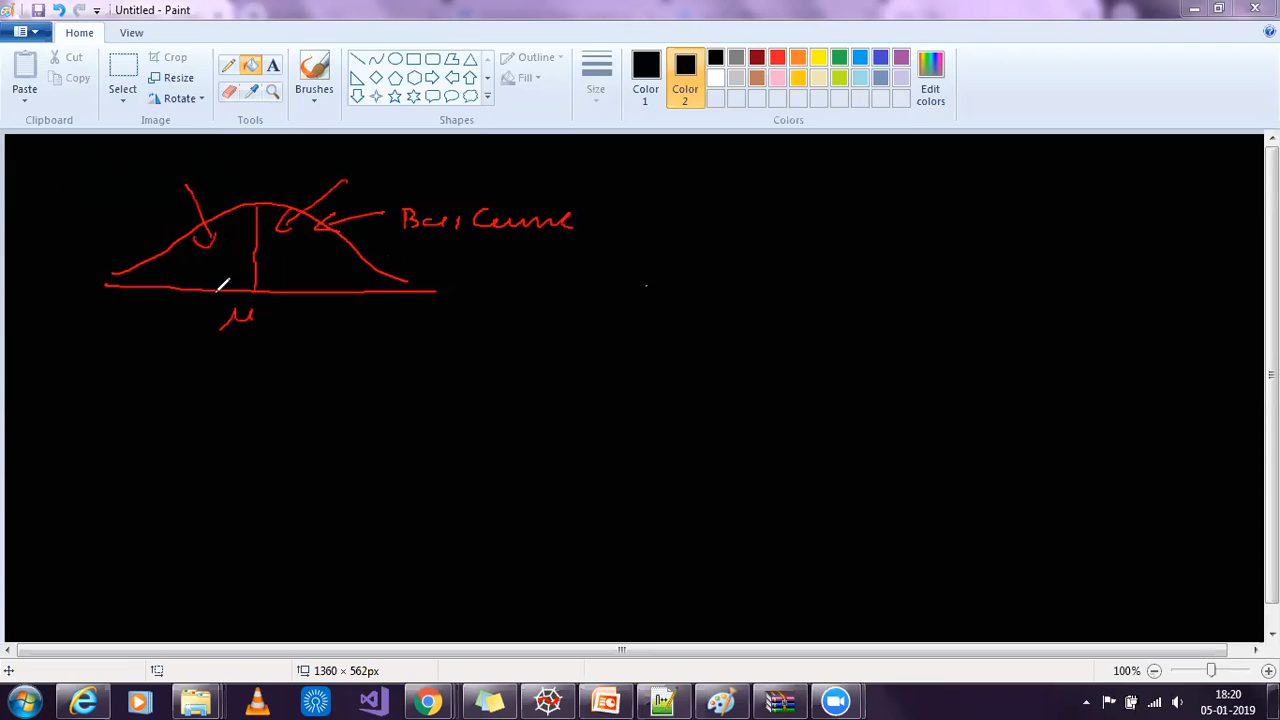 Untitled - Paint
Home
View
Paste
Cut
Copy
Select
Crop
Resize
Rotate
A
Brushes
Outline
Fill
Size
Color
1
Color
2
Edit
colors
Clipboard
Image
Tools
Shapes
Colors
Bell Curve
μ
1360 × 562px
100%
18:20
05-01-2019